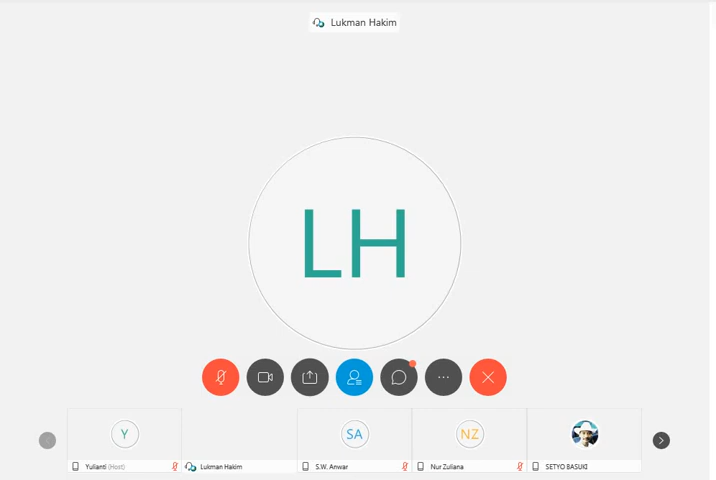 Lukman Hakim
LH
Y
SA
NZ
Yulianti (Host)
Lukman Hakim
S.W. Anwar
Nur Zuliana
SETYO BASUKI